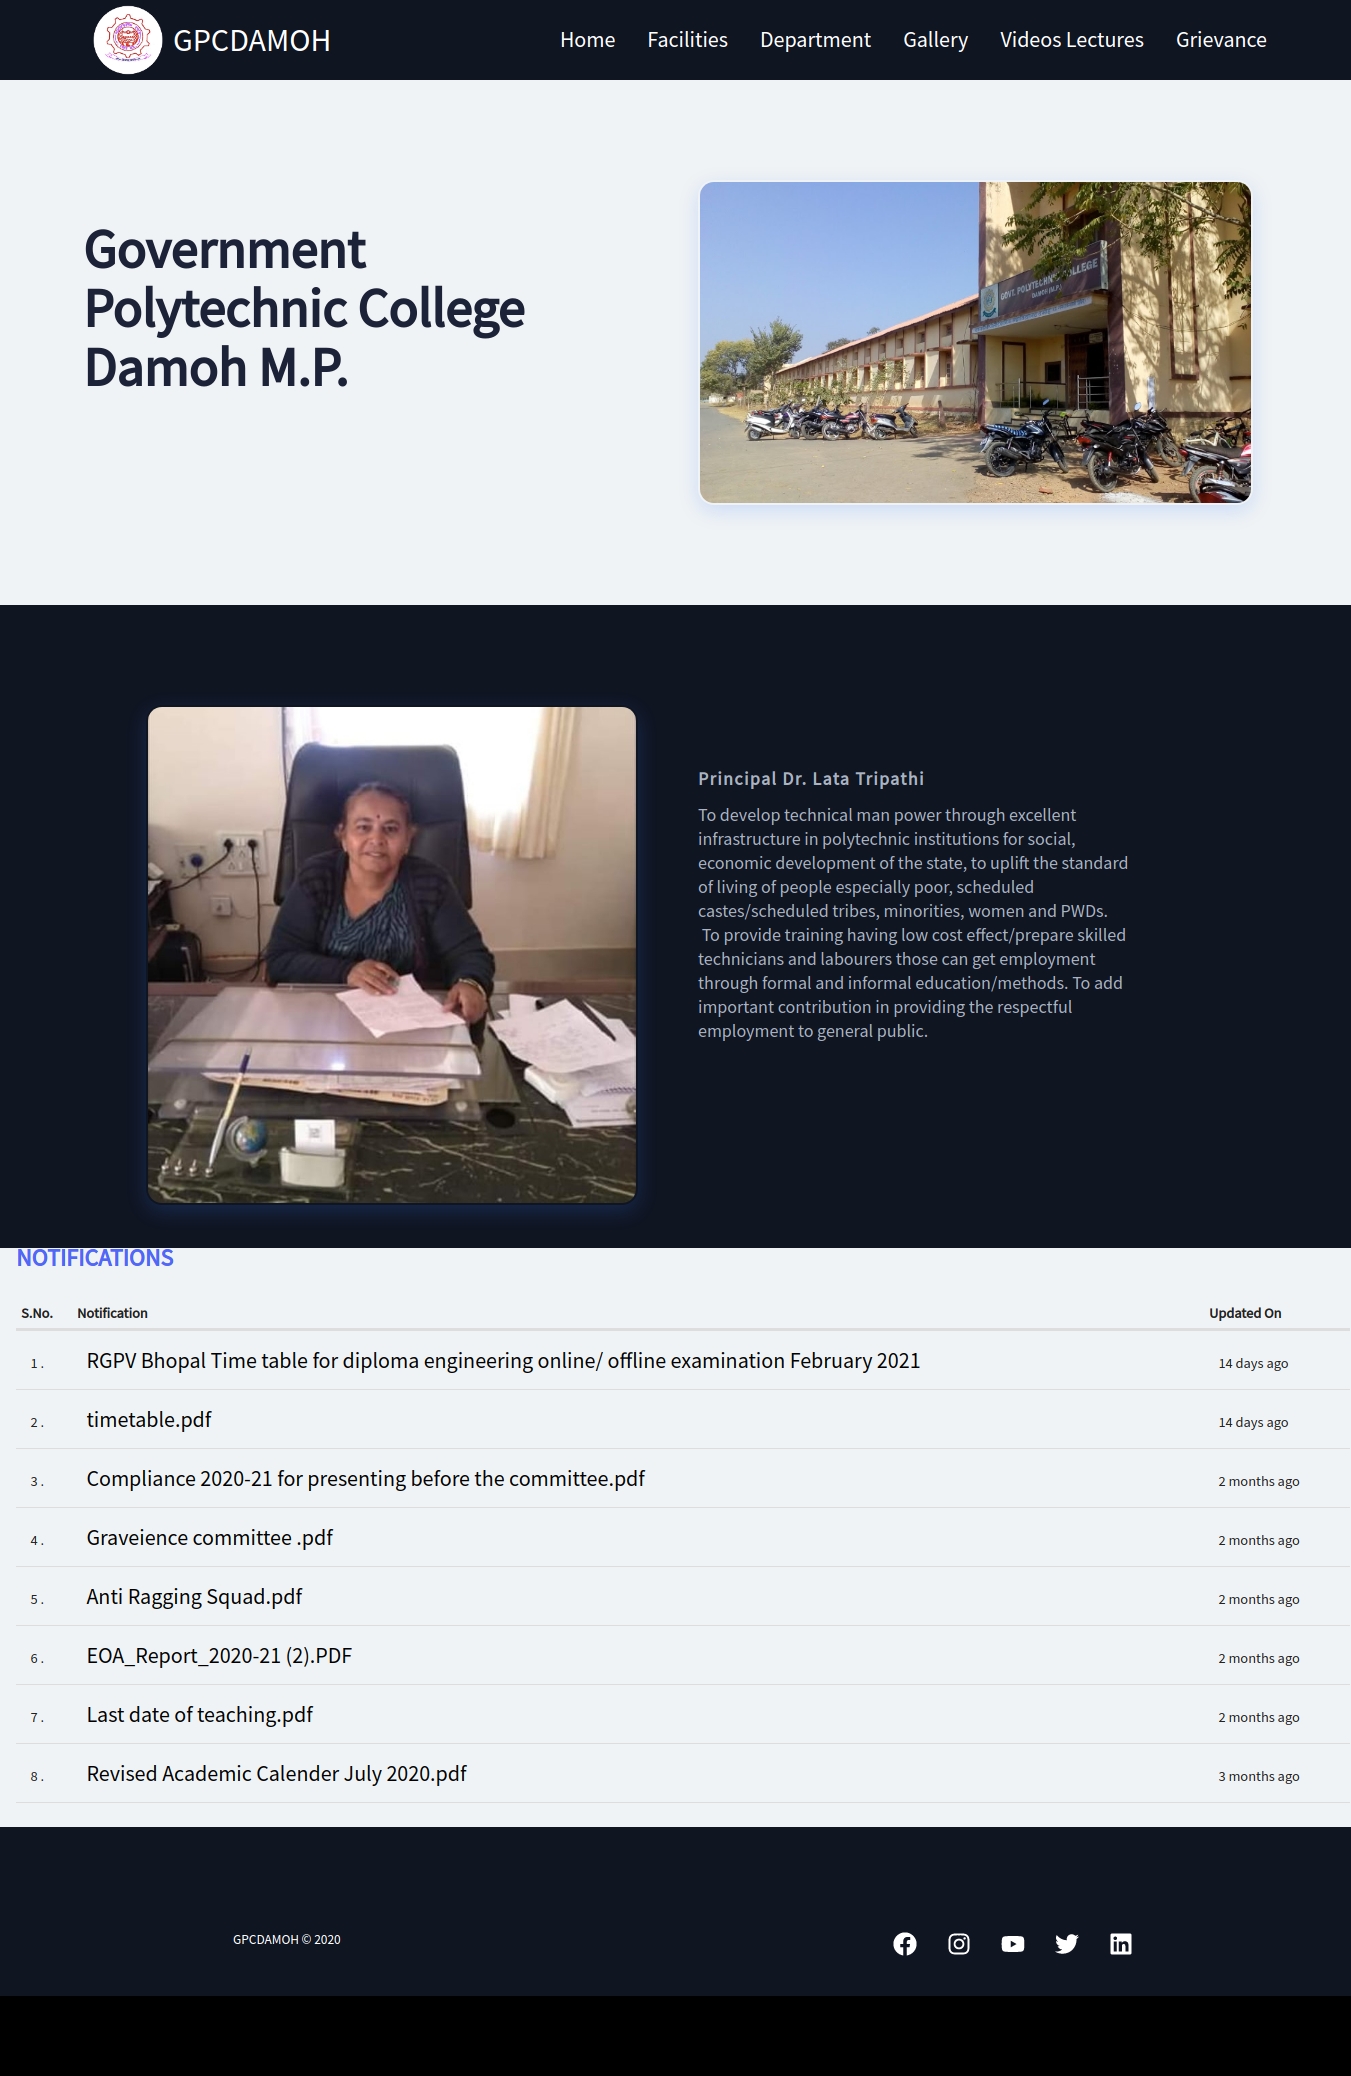 GPCDAMOH
Home Facilities Department Gallery Videos Lectures Grievance
Government
Polytechnic College
Damoh M.P.
GOVT. POLYTECHNIC COLLEGE
DAMOH (M.P.)
Principal Dr. Lata Tripathi
To develop technical man power through excellent
infrastructure in polytechnic institutions for social,
economic development of the state, to uplift the standard
of living of people especially poor, scheduled
castes/scheduled tribes, minorities, women and PWDs.
To provide training having low cost effect/prepare skilled
technicians and labourers those can get employment
through formal and informal education/methods. To add
important contribution in providing the respectful
employment to general public.
NOTIFICATIONS
S.No. Notification Updated On
1 . RGPV Bhopal Time table for diploma engineering online/ offline examination February 2021 14 days ago
2 . timetable.pdf 14 days ago
3 . Compliance 2020-21 for presenting before the committee.pdf 2 months ago
4 . Graveience committee .pdf 2 months ago
5 . Anti Ragging Squad.pdf 2 months ago
6 . EOA_Report_2020-21 (2).PDF 2 months ago
7 . Last date of teaching.pdf 2 months ago
8 . Revised Academic Calender July 2020.pdf 3 months ago
GPCDAMOH © 2020